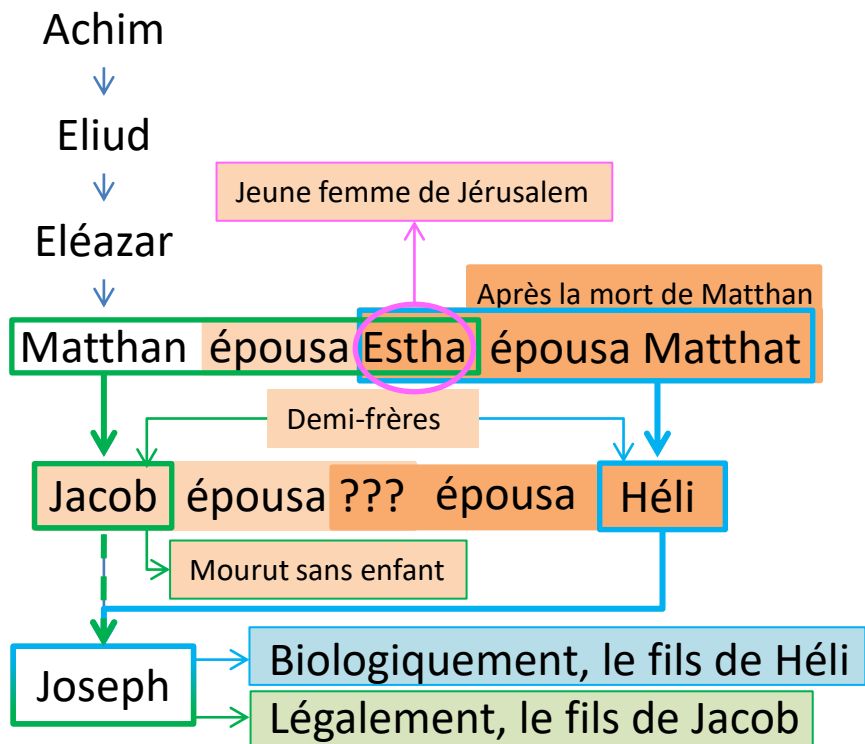 Achim
Eliud
Jeune femme de Jérusalem
Eléazar
Après la mort de Matthan
Matthan épousa Estha épousa Matthat
Demi-frères
Jacob épousa ??? épousa Héli
Mourut sans enfant
Joseph
Biologiquement, le fils de Héli
Légalement, le fils de Jacob